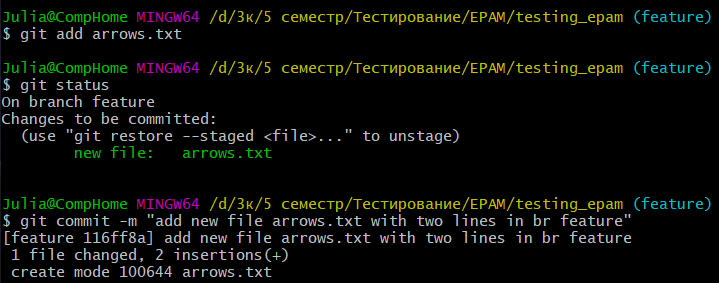 Julia@CompHome MINGW64 /d/3к/5 семестр/Тестирование/EPAM/testing_epam (feature)
$ git add arrows.txt
Julia@CompHome MINGW64 /d/3к/5 семестр/Тестирование/EPAM/testing_epam (feature)
$ git status
On branch feature
Changes to be committed:
  (use "git restore --staged <file>..." to unstage)
        new file:   arrows.txt
Julia@CompHome MINGW64 /d/3к/5 семестр/Тестирование/EPAM/testing_epam (feature)
$ git commit -m "add new file arrows.txt with two lines in br feature"
[feature 116ff8a] add new file arrows.txt with two lines in br feature
 1 file changed, 2 insertions(+)
 create mode 100644 arrows.txt